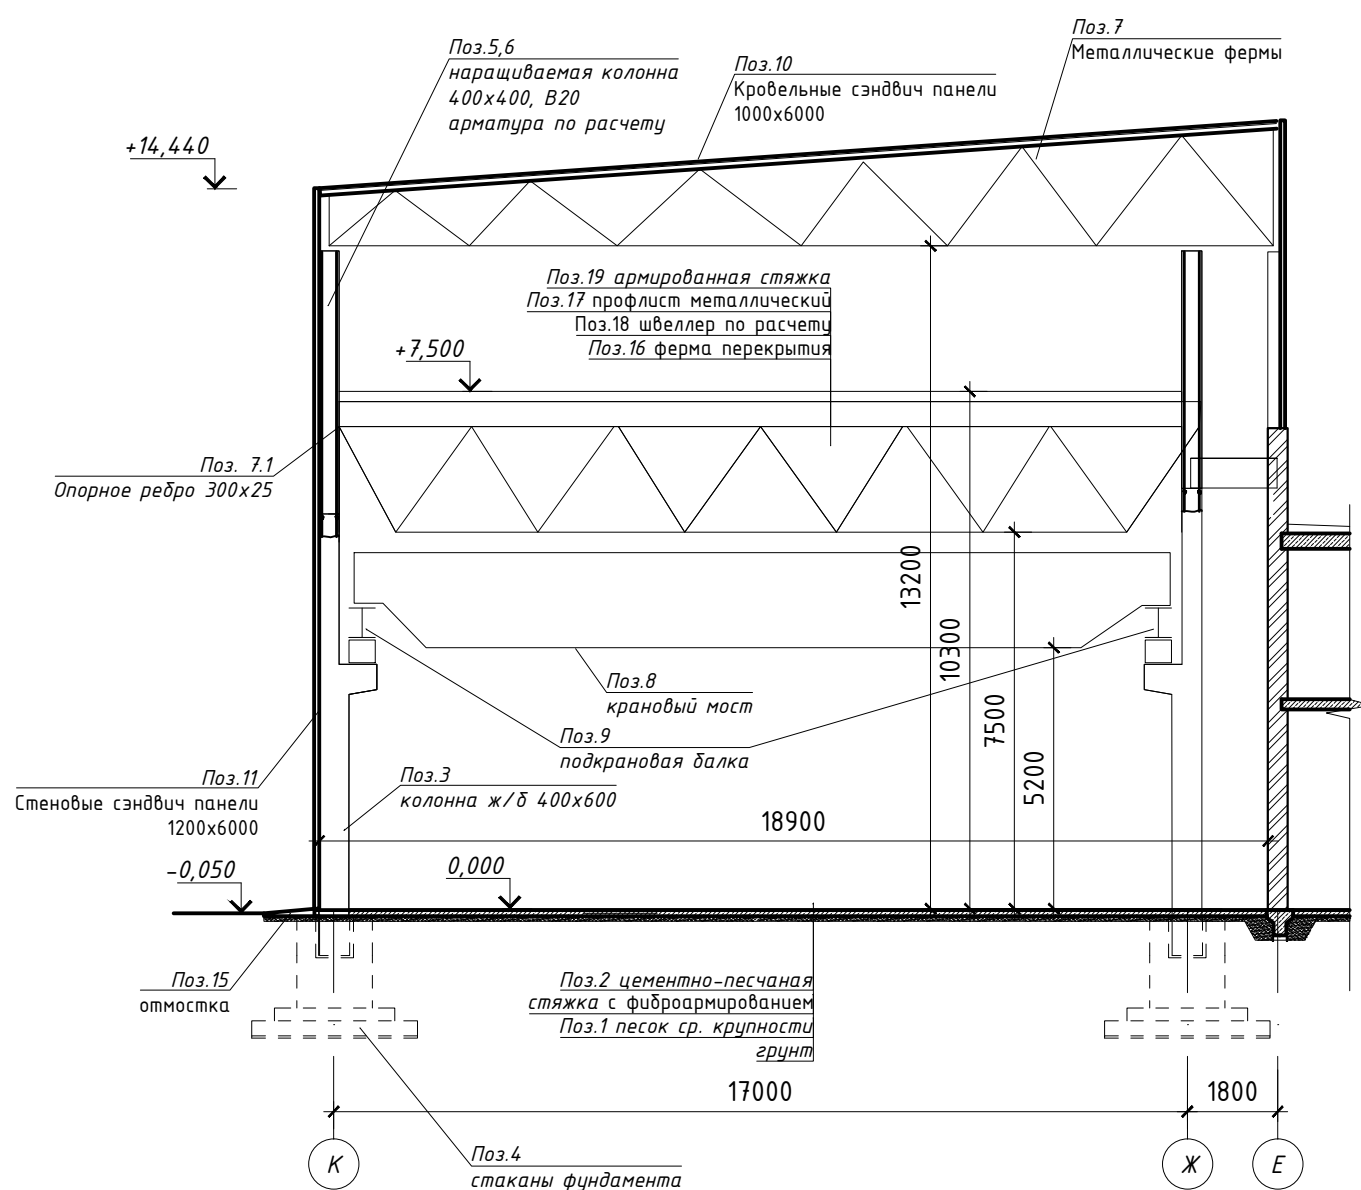 Поз.7
Металлические фермы
Поз.5,6
наращиваемая колонна
400х400, В20
арматура по расчету
Поз.10
Кровельные сэндвич панели
1000х6000
+14,440
Поз.19 армированная стяжка
Поз.17 профлист металлический
Поз.18 швеллер по расчету
Поз.16 ферма перекрытия
+7,500
Поз. 7.1
Опорное ребро 300х25
13200
10300
7500
5200
Поз.8
крановый мост
Поз.9
подкрановая балка
Поз.11
Стеновые сэндвич панели
1200х6000
Поз.3
колонна ж/б 400х600
18900
-0,050
0,000
Поз.15
отмостка
Поз.2 цементно-песчаная
стяжка с фиброармированием
Поз.1 песок ср. крупности
грунт
17000
1800
Поз.4
стаканы фундамента
К
Ж
Е